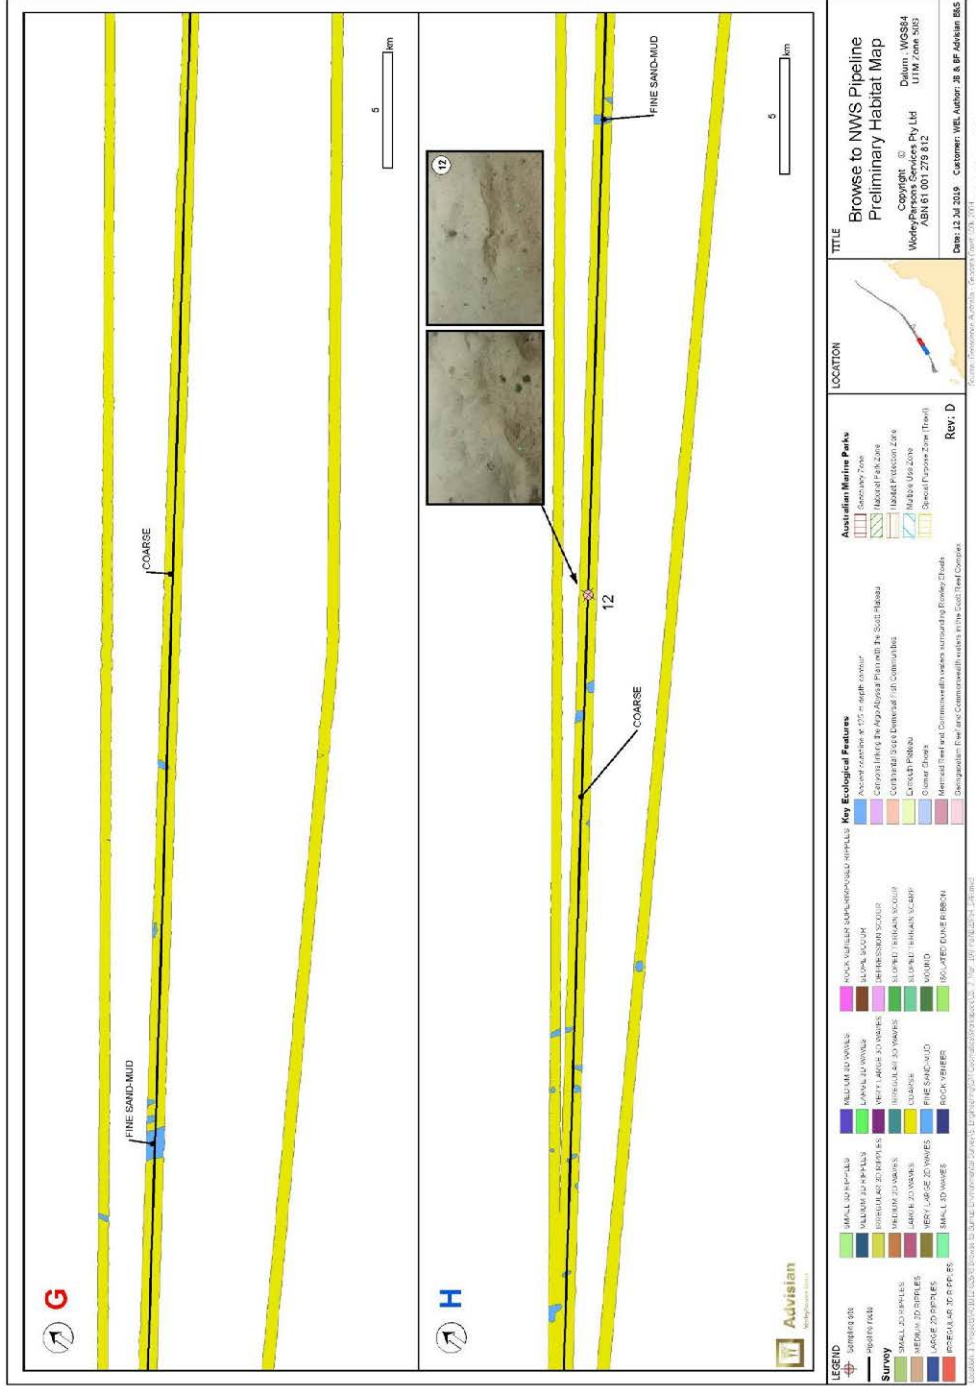 G
FINE SAND-MUD
COARSE
5
km
H
12
FINE SAND-MUD
COARSE
12
5
km
Advisian
WorleyParsons Group
LEGEND
Sampling site
Pipeline route
Survey
SMALL 2D RIPPLES
MEDIUM 2D RIPPLES
LARGE 2D RIPPLES
IRREGULAR 2D RIPPLES
SMALL 3D RIPPLES
MEDIUM 3D RIPPLES
IRREGULAR 3D RIPPLES
MEDIUM 2D WAVES
LARGE 2D WAVES
VERY LARGE 2D WAVES
SMALL 3D WAVES
MEDIUM 3D WAVES
LARGE 3D WAVES
VERY LARGE 3D WAVES
IRREGULAR 3D WAVES
COARSE
FINE SAND-MUD
ROCK VENEER
ROCK VENEER SUPERIMPOSED RIPPLES
SLOPE SCOUR
DEPRESSION SCOUR
SLOPED TERRAIN SCOUR
SLOPED TERRAIN SCARP
MOUND
ISOLATED DUNE RIBBON
Key Ecological Features
Ancient coastline at 125 m depth contour
Canyons linking the Argo Abyssal Plain with the Scott Plateau
Continental Slope Demersal Fish Communities
Exmouth Plateau
Glomar Shoals
Mermaid Reef and Commonwealth waters surrounding Rowley Shoals
Seringapatam Reef and Commonwealth waters in the Scott Reef Complex
Australian Marine Parks
Sanctuary Zone
National Park Zone
Habitat Protection Zone
Multiple Use Zone
Special Purpose Zone (Trawl)
Rev: D
LOCATION
TITLE
Browse to NWS Pipeline
Preliminary Habitat Map
Copyright ©
WorleyParsons Services Pty Ltd
ABN 61 001 279 812
Datum : WGS84
UTM Zone 50S
Date: 12 Jul 2019 Customer: WEL Author: JB & BF Advisian E&S